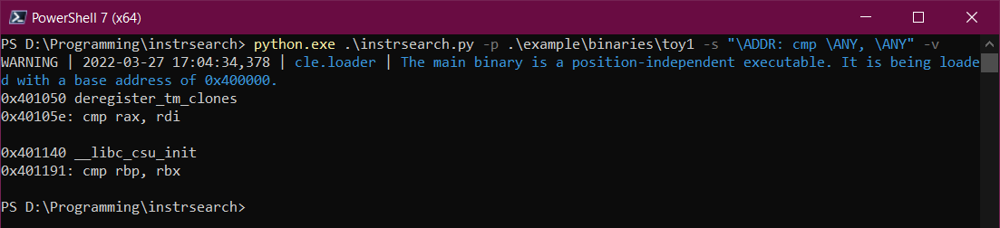 PowerShell 7 (x64)
PS D:\Programming\instrsearch> python.exe .\instrsearch.py -p .\example\binaries\toy1 -s "\ADDR: cmp \ANY, \ANY" -v
WARNING | 2022-03-27 17:04:34,378 | cle.loader | The main binary is a position-independent executable. It is being loade
d with a base address of 0x400000.
0x401050 deregister_tm_clones
0x40105e: cmp rax, rdi
0x401140 __libc_csu_init
0x401191: cmp rbp, rbx
PS D:\Programming\instrsearch>